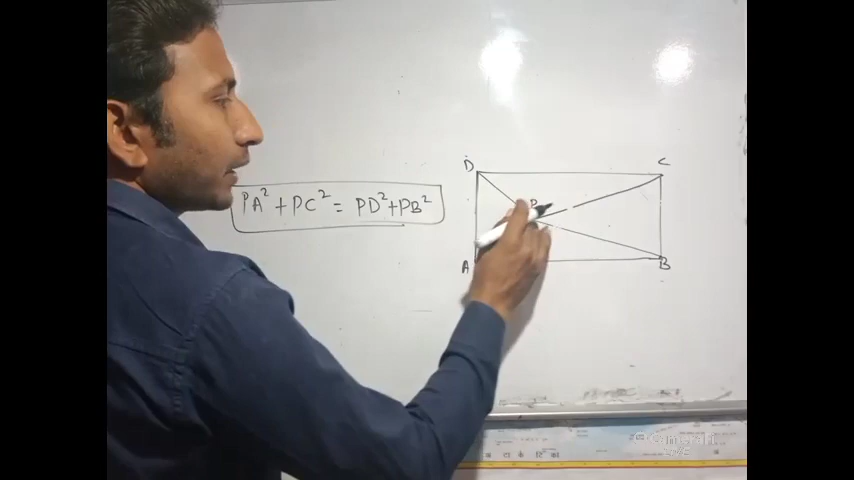 PA² + PC² = PD² + PB²
D C
P
A B